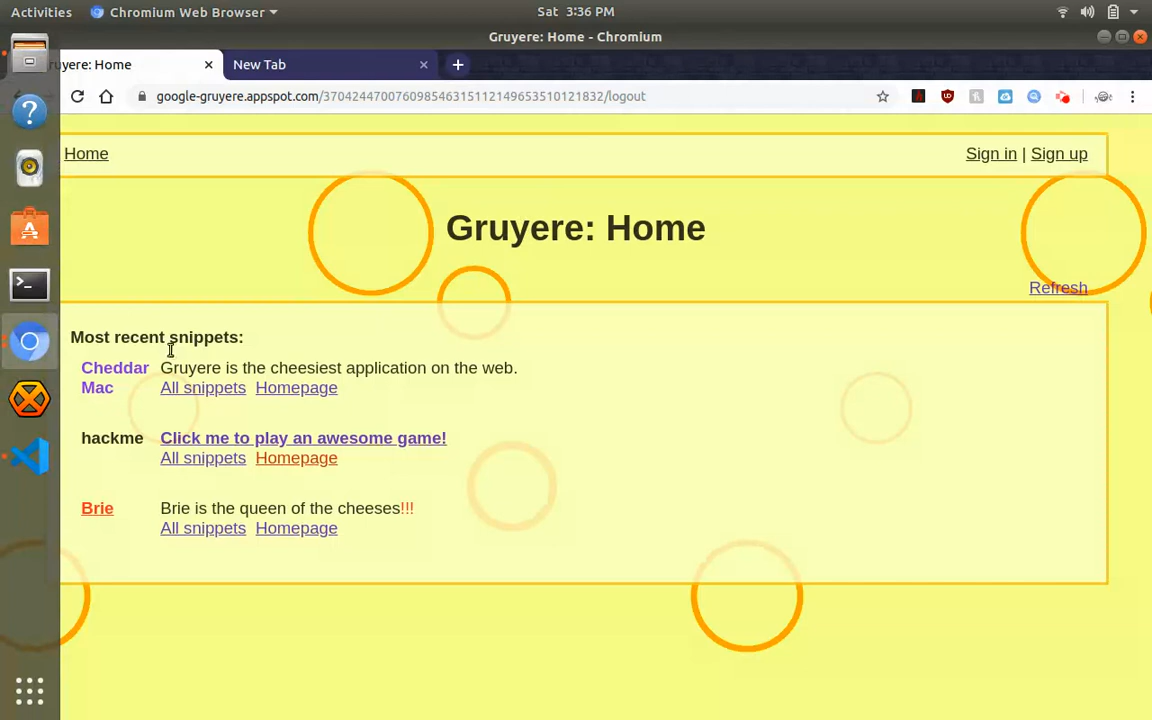 Activities Chromium Web Browser Sat 3:36 PM
Gruyere: Home - Chromium
ruyere: Home New Tab
google-gruyere.appspot.com/370424470076098546315112149653510121832/logout
Home Sign in | Sign up
Gruyere: Home
Refresh
Most recent snippets:
Cheddar Gruyere is the cheesiest application on the web.
Mac All snippets Homepage
hackme Click me to play an awesome game!
All snippets Homepage
Brie Brie is the queen of the cheeses!!!
All snippets Homepage